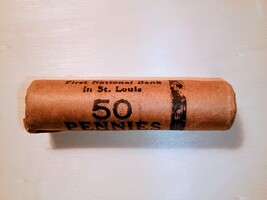 First National Bank
in St. Louis
50
PENNIES